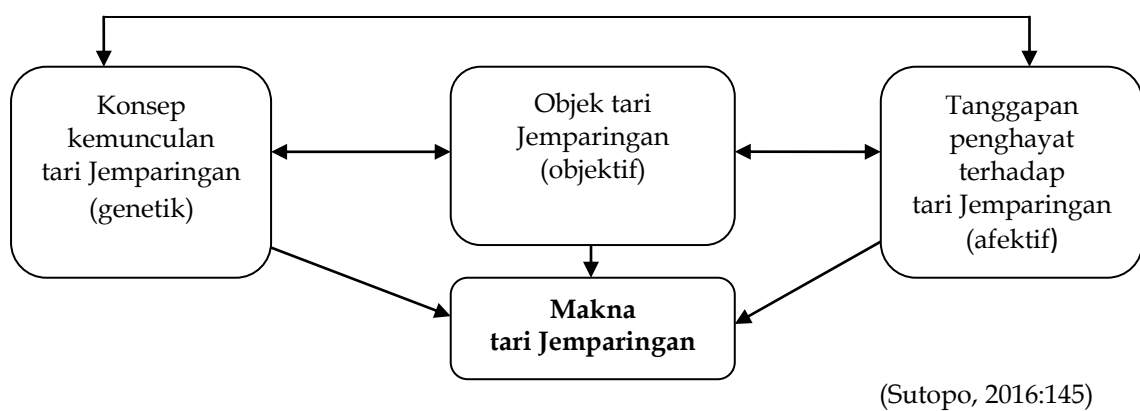 Konsep
kemunculan
tari Jemparingan
(genetik)
Objek tari
Jemparingan
(objektif)
Tanggapan
penghayat
terhadap
tari Jemparingan
(afektif)
Makna
tari Jemparingan
(Sutopo, 2016:145)